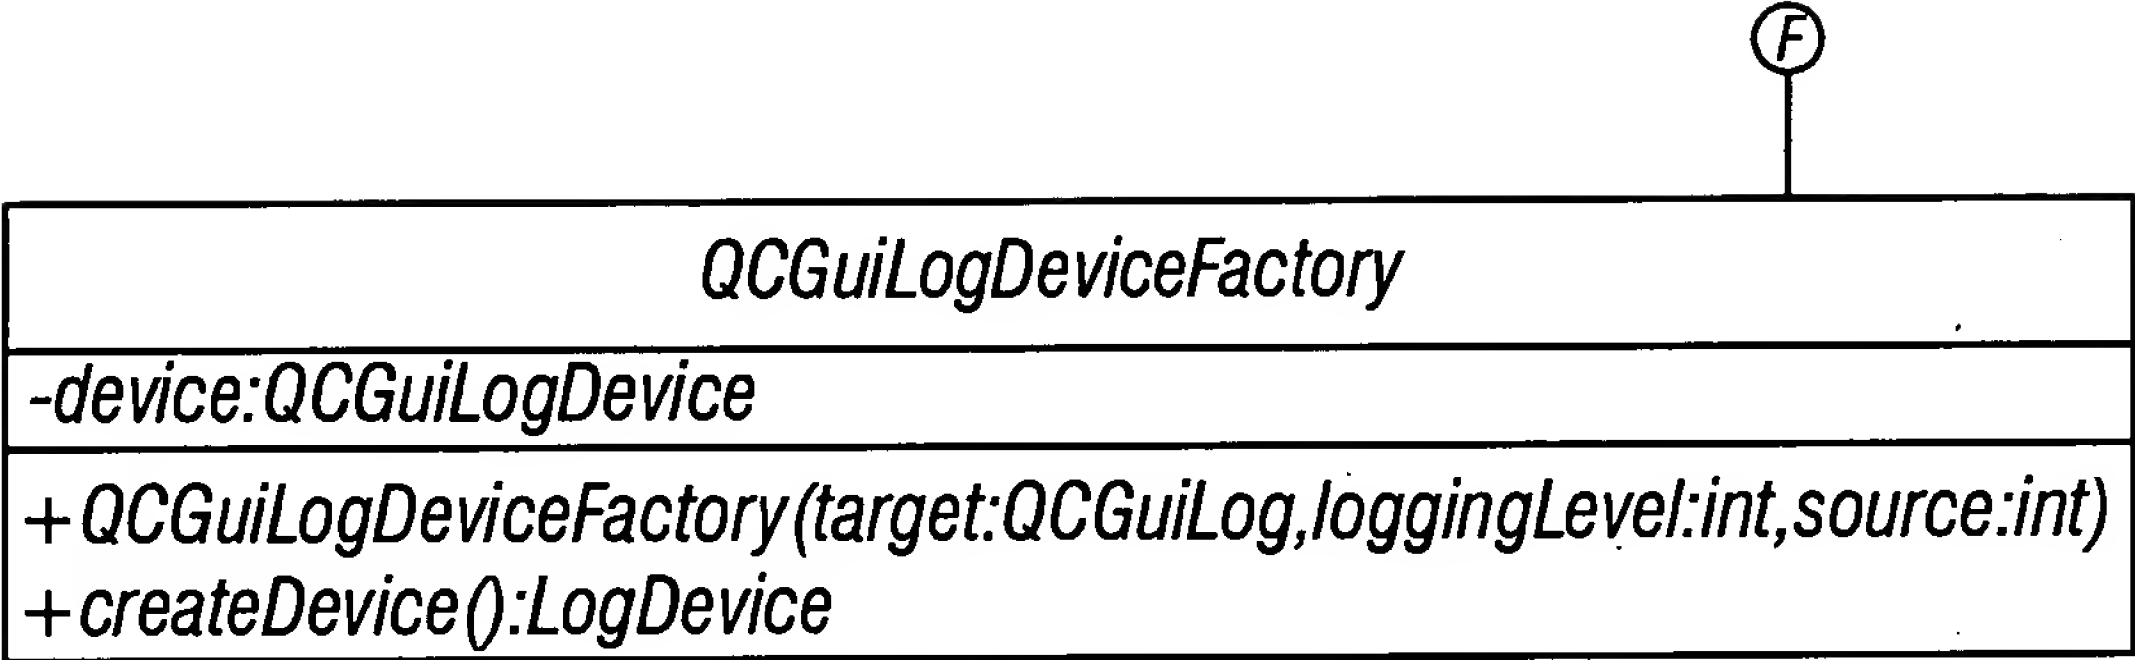 F
QCGuiLogDeviceFactory
-device:QCGuiLogDevice
+QCGuiLogDeviceFactory(target:QCGuiLog,loggingLevel:int,source:int)
+createDevice():LogDevice